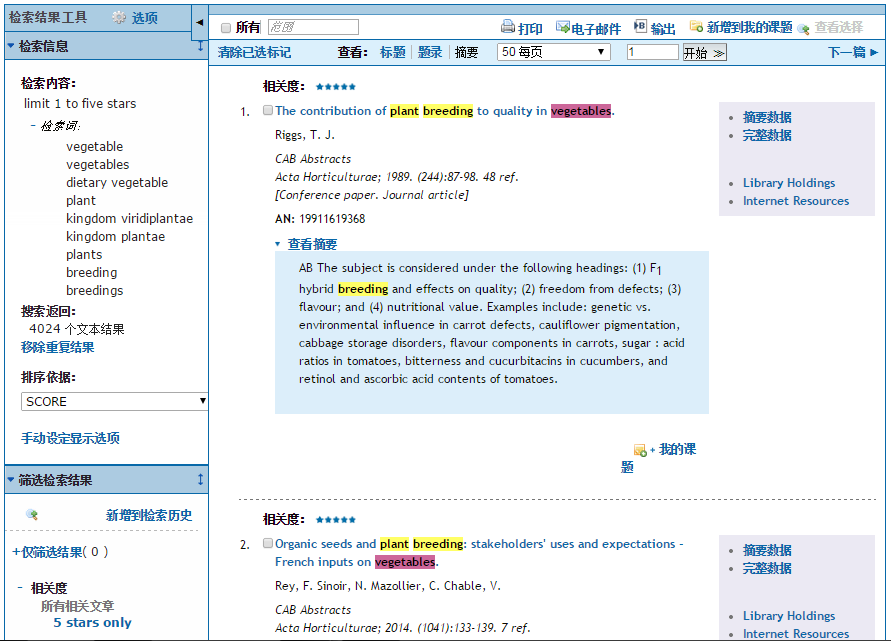 检索结果工具 选项
检索信息
检索内容:
limit 1 to five stars
- 检索词:
vegetable
vegetables
dietary vegetable
plant
kingdom viridiplantae
kingdom plantae
plants
breeding
breedings
搜索返回:
4024 个文本结果
移除重复结果
排序依据:
SCORE
手动设定显示选项
筛选检索结果
新增到检索历史
+仅筛选结果( 0 )
- 相关度
所有相关文章
5 stars only
所有 范围 打印 电子邮件 输出 新增到我的课题 查看选择
清除已选标记 查看: 标题 | 题录 | 摘要 50 每页 1 开始 ≫ 下一篇
相关度:
1. The contribution of plant breeding to quality in vegetables.
Riggs, T. J.
CAB Abstracts
Acta Horticulturae; 1989. (244):87-98. 48 ref.
[Conference paper. Journal article]
AN: 19911619368
查看摘要
AB The subject is considered under the following headings: (1) F1
hybrid breeding and effects on quality; (2) freedom from defects; (3)
flavour; and (4) nutritional value. Examples include: genetic vs.
environmental influence in carrot defects, cauliflower pigmentation,
cabbage storage disorders, flavour components in carrots, sugar : acid
ratios in tomatoes, bitterness and cucurbitacins in cucumbers, and
retinol and ascorbic acid contents of tomatoes.
+ 我的课
题
摘要数据
完整数据
Library Holdings
Internet Resources
相关度:
2. Organic seeds and plant breeding: stakeholders' uses and expectations -
French inputs on vegetables.
Rey, F. Sinoir, N. Mazollier, C. Chable, V.
CAB Abstracts
Acta Horticulturae; 2014. (1041):133-139. 7 ref.
摘要数据
完整数据
Library Holdings
Internet Resources